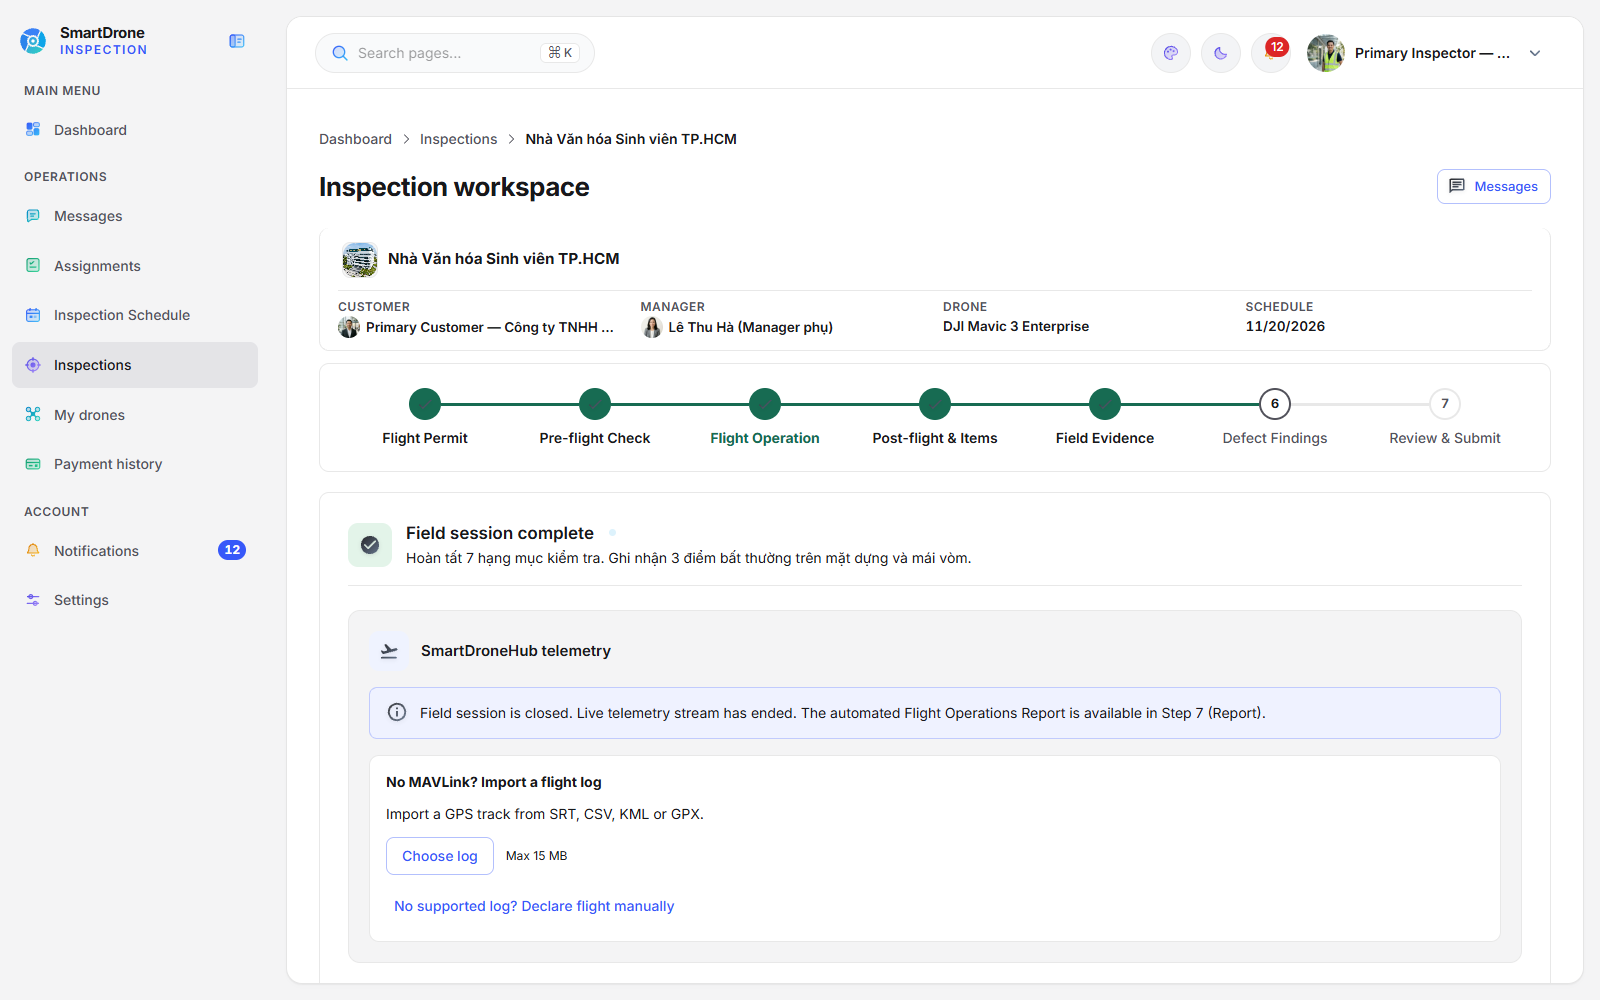 SmartDrone
INSPECTION
MAIN MENU
Dashboard
OPERATIONS
Messages
Assignments
Inspection Schedule
Inspections
My drones
Payment history
ACCOUNT
Notifications
12
Settings
Search pages...
⌘ K
12
Primary Inspector — ...
Dashboard > Inspections > Nhà Văn hóa Sinh viên TP.HCM
Inspection workspace
Messages
Nhà Văn hóa Sinh viên TP.HCM
CUSTOMER
Primary Customer — Công ty TNHH ...
MANAGER
Lê Thu Hà (Manager phụ)
DRONE
DJI Mavic 3 Enterprise
SCHEDULE
11/20/2026
Flight Permit
Pre-flight Check
Flight Operation
Post-flight & Items
Field Evidence
6
Defect Findings
7
Review & Submit
Field session complete
Hoàn tất 7 hạng mục kiểm tra. Ghi nhận 3 điểm bất thường trên mặt dựng và mái vòm.
SmartDroneHub telemetry
Field session is closed. Live telemetry stream has ended. The automated Flight Operations Report is available in Step 7 (Report).
No MAVLink? Import a flight log
Import a GPS track from SRT, CSV, KML or GPX.
Choose log
Max 15 MB
No supported log? Declare flight manually